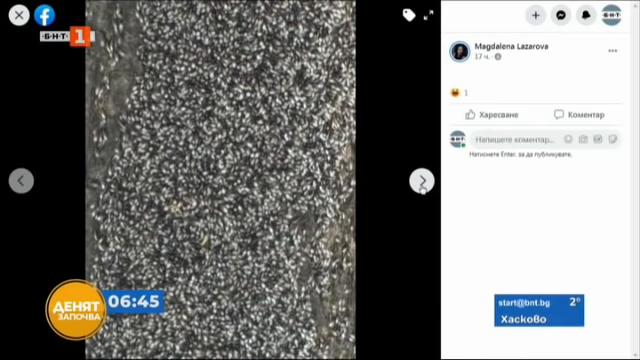 БНТ 1
Magdalena Lazarova
17 ч.
1
Харесване
Коментар
БНТ
Напишете коментар...
Натиснете Enter, за да публикувате.
ДЕНЯТ
ЗАПОЧВА
06:45
start@bnt.bg 2°
Хасково